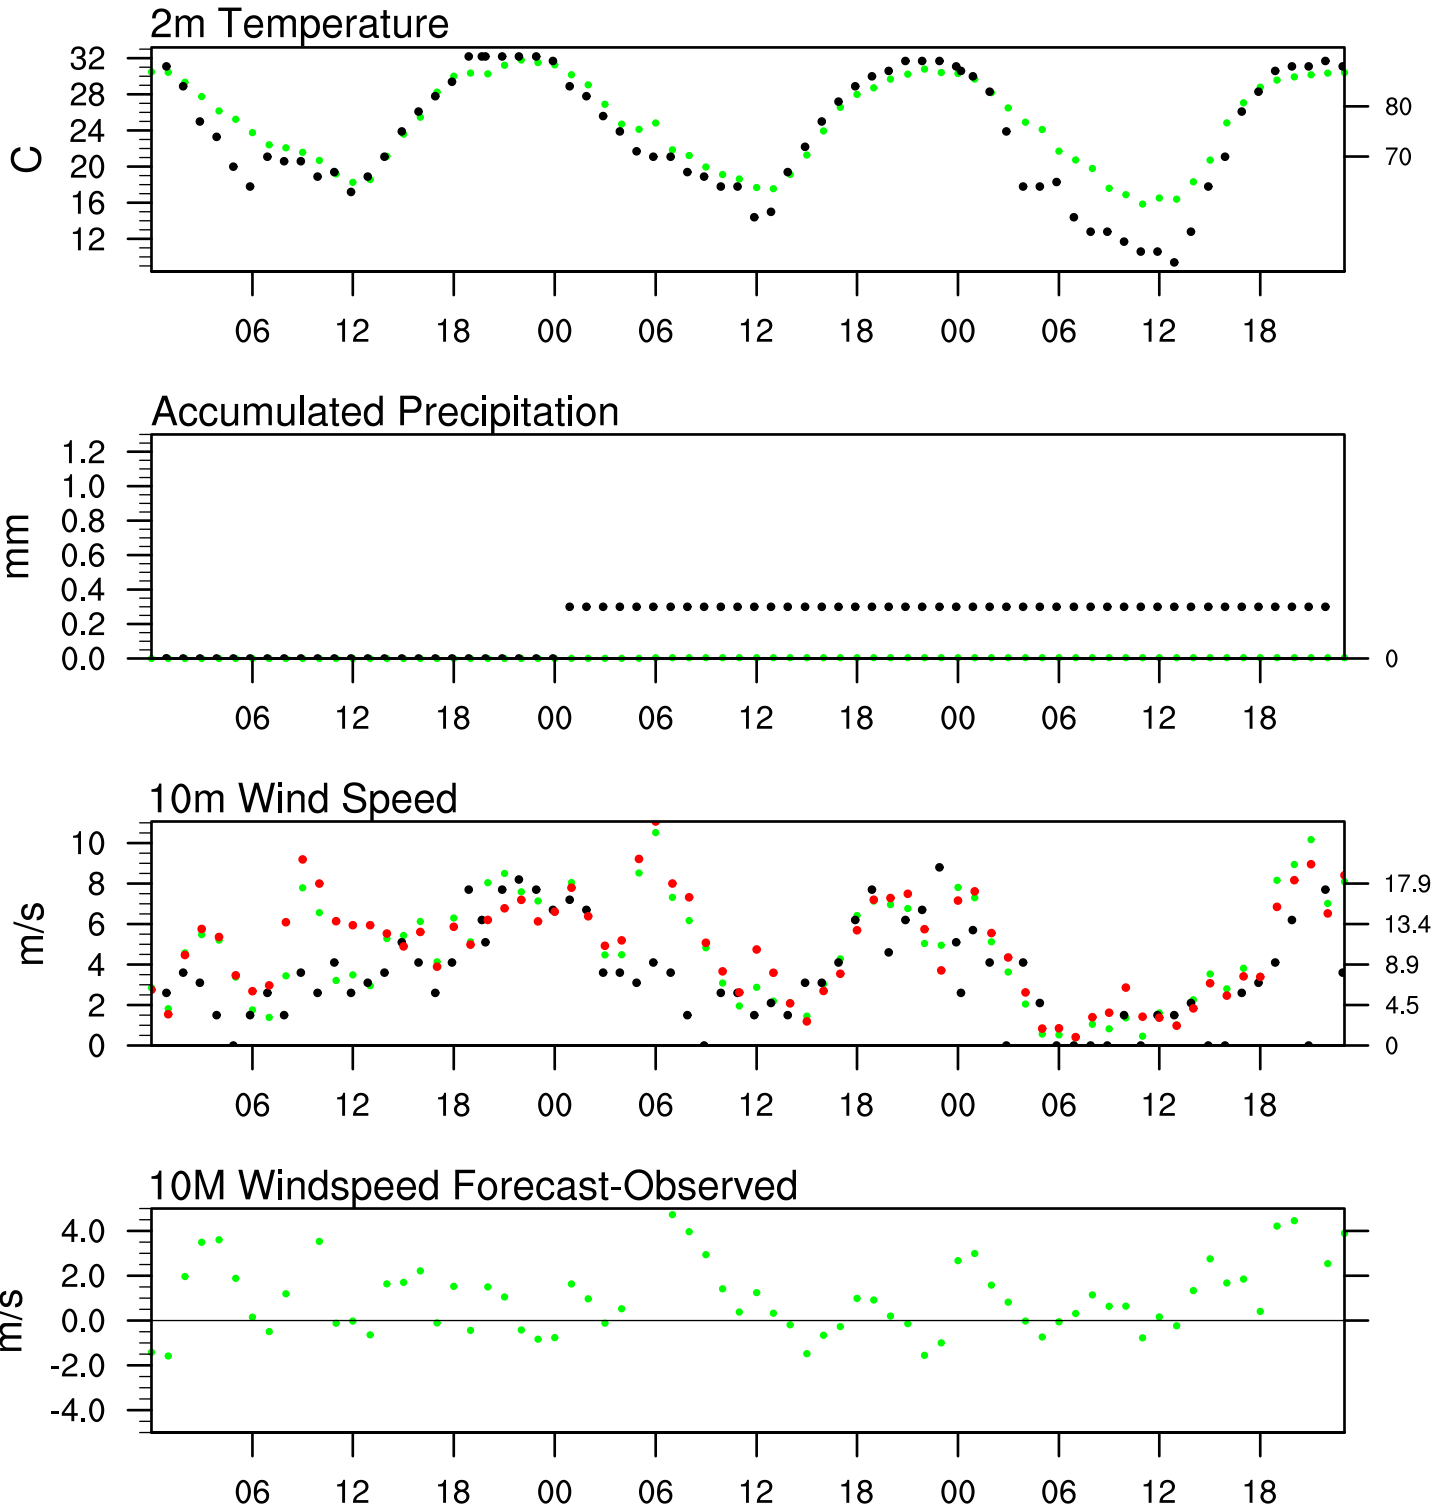 2m Temperature
32
28
24
20
16
12
C
80
70
06 12 18 00 06 12 18 00 06 12 18
Accumulated Precipitation
1.2
1.0
0.8
0.6
0.4
0.2
0.0
mm
0
06 12 18 00 06 12 18 00 06 12 18
10m Wind Speed
10
8
6
4
2
0
m/s
17.9
13.4
8.9
4.5
0
06 12 18 00 06 12 18 00 06 12 18
10M Windspeed Forecast-Observed
4.0
2.0
0.0
-2.0
-4.0
m/s
06 12 18 00 06 12 18 00 06 12 18